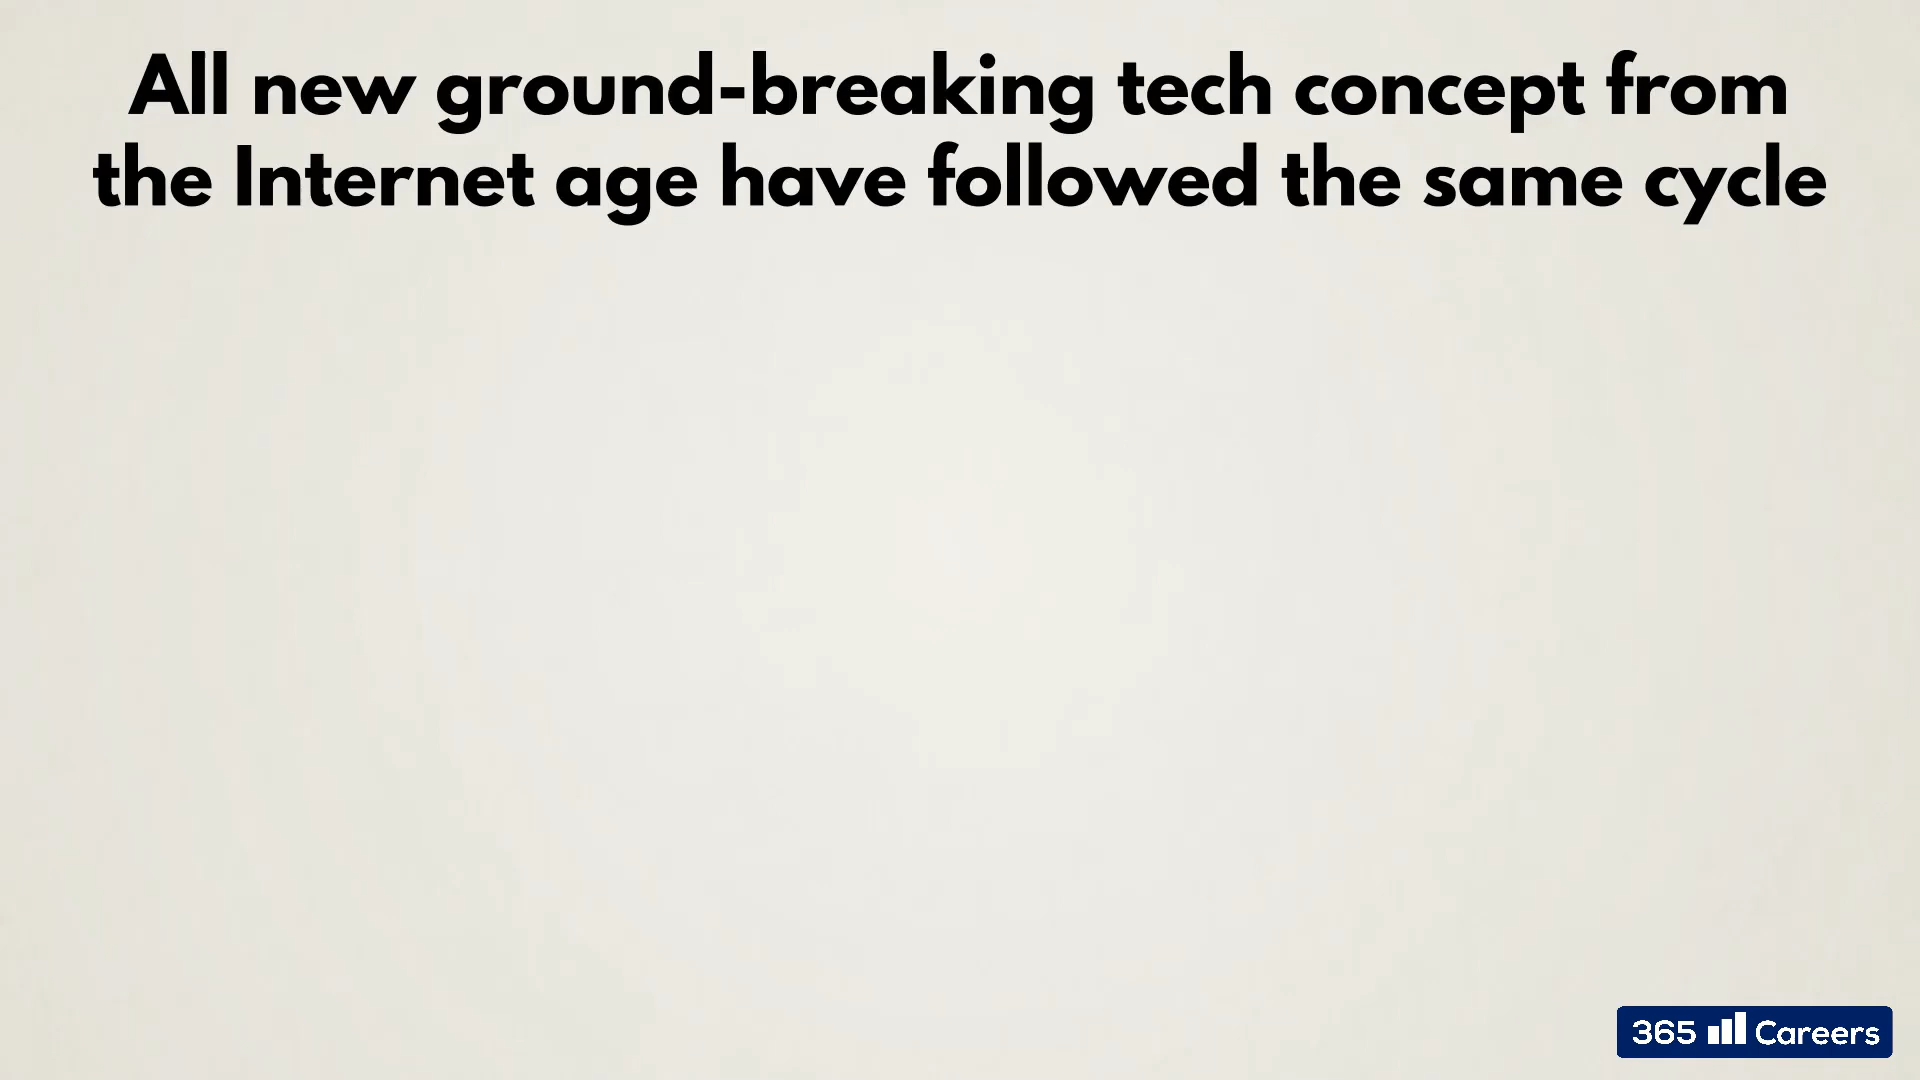 All new ground-breaking tech concept from
the Internet age have followed the same cycle
365 Careers